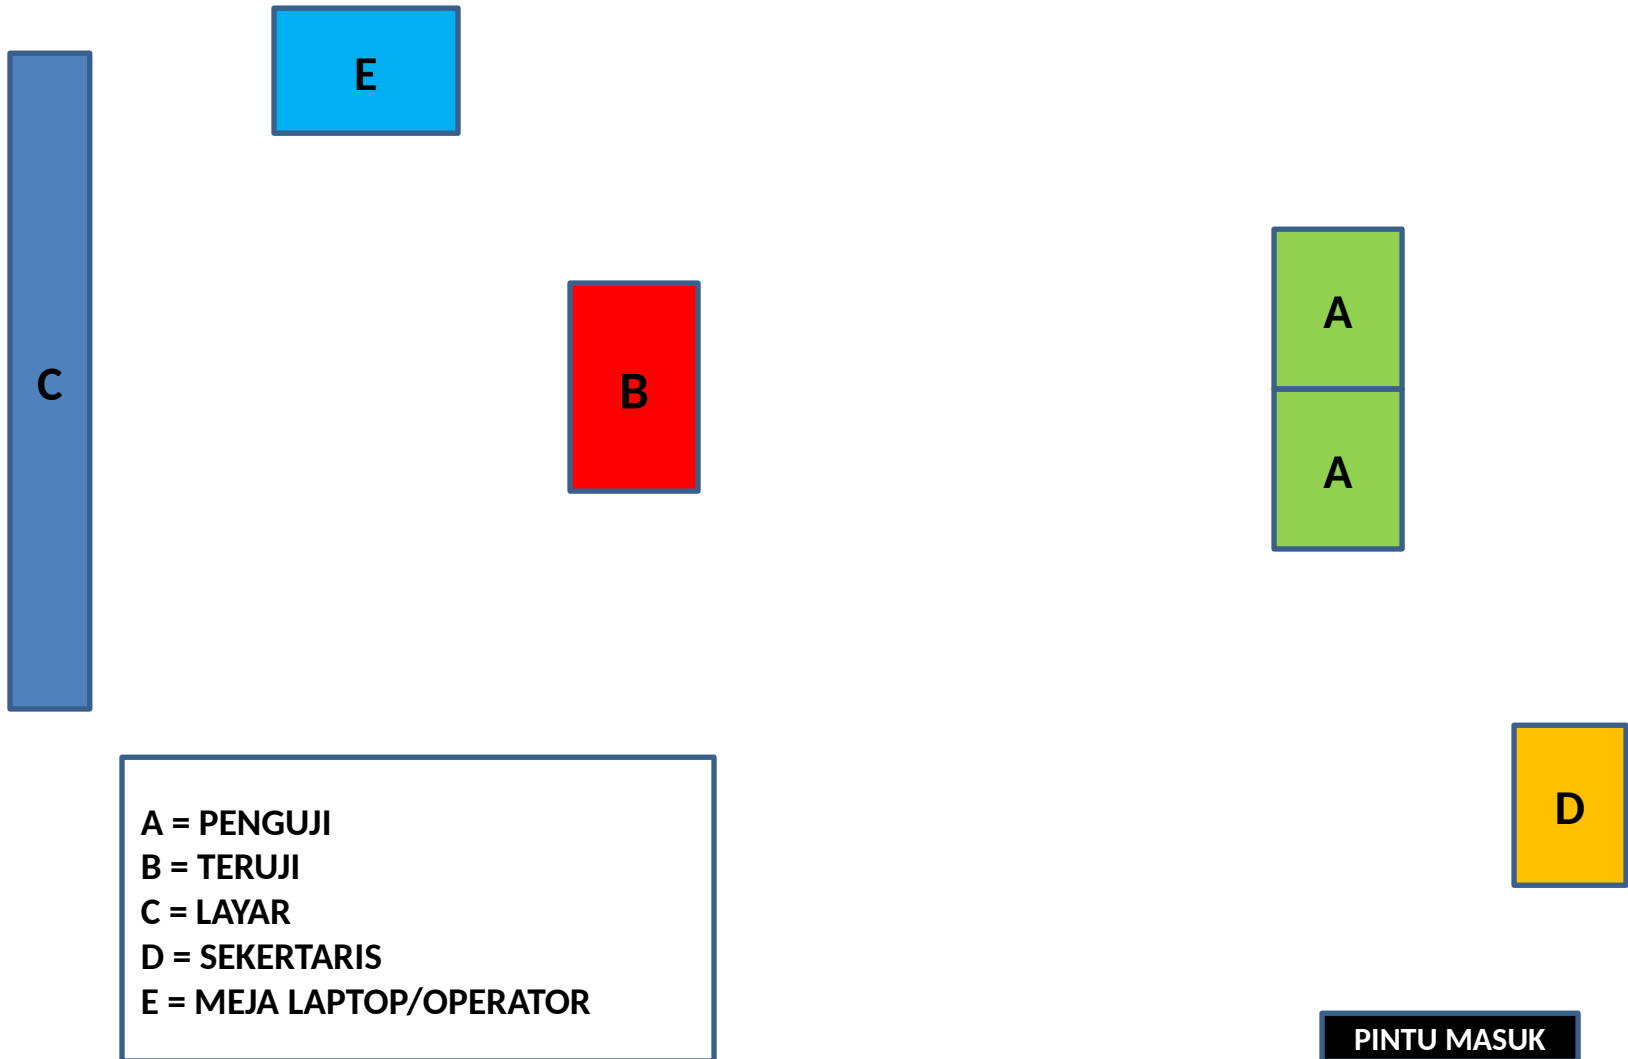 E
A
C
B
A
D
A = PENGUJI
B = TERUJI
C = LAYAR
D = SEKERTARIS
E = MEJA LAPTOP/OPERATOR
PINTU MASUK